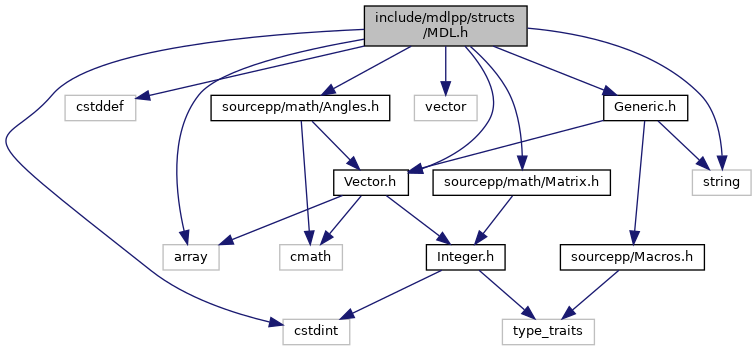 include/mdlpp/structs
/MDL.h
cstddef
sourcepp/math/Angles.h
vector
Generic.h
Vector.h
sourcepp/math/Matrix.h
string
array
cmath
Integer.h
sourcepp/Macros.h
cstdint
type_traits